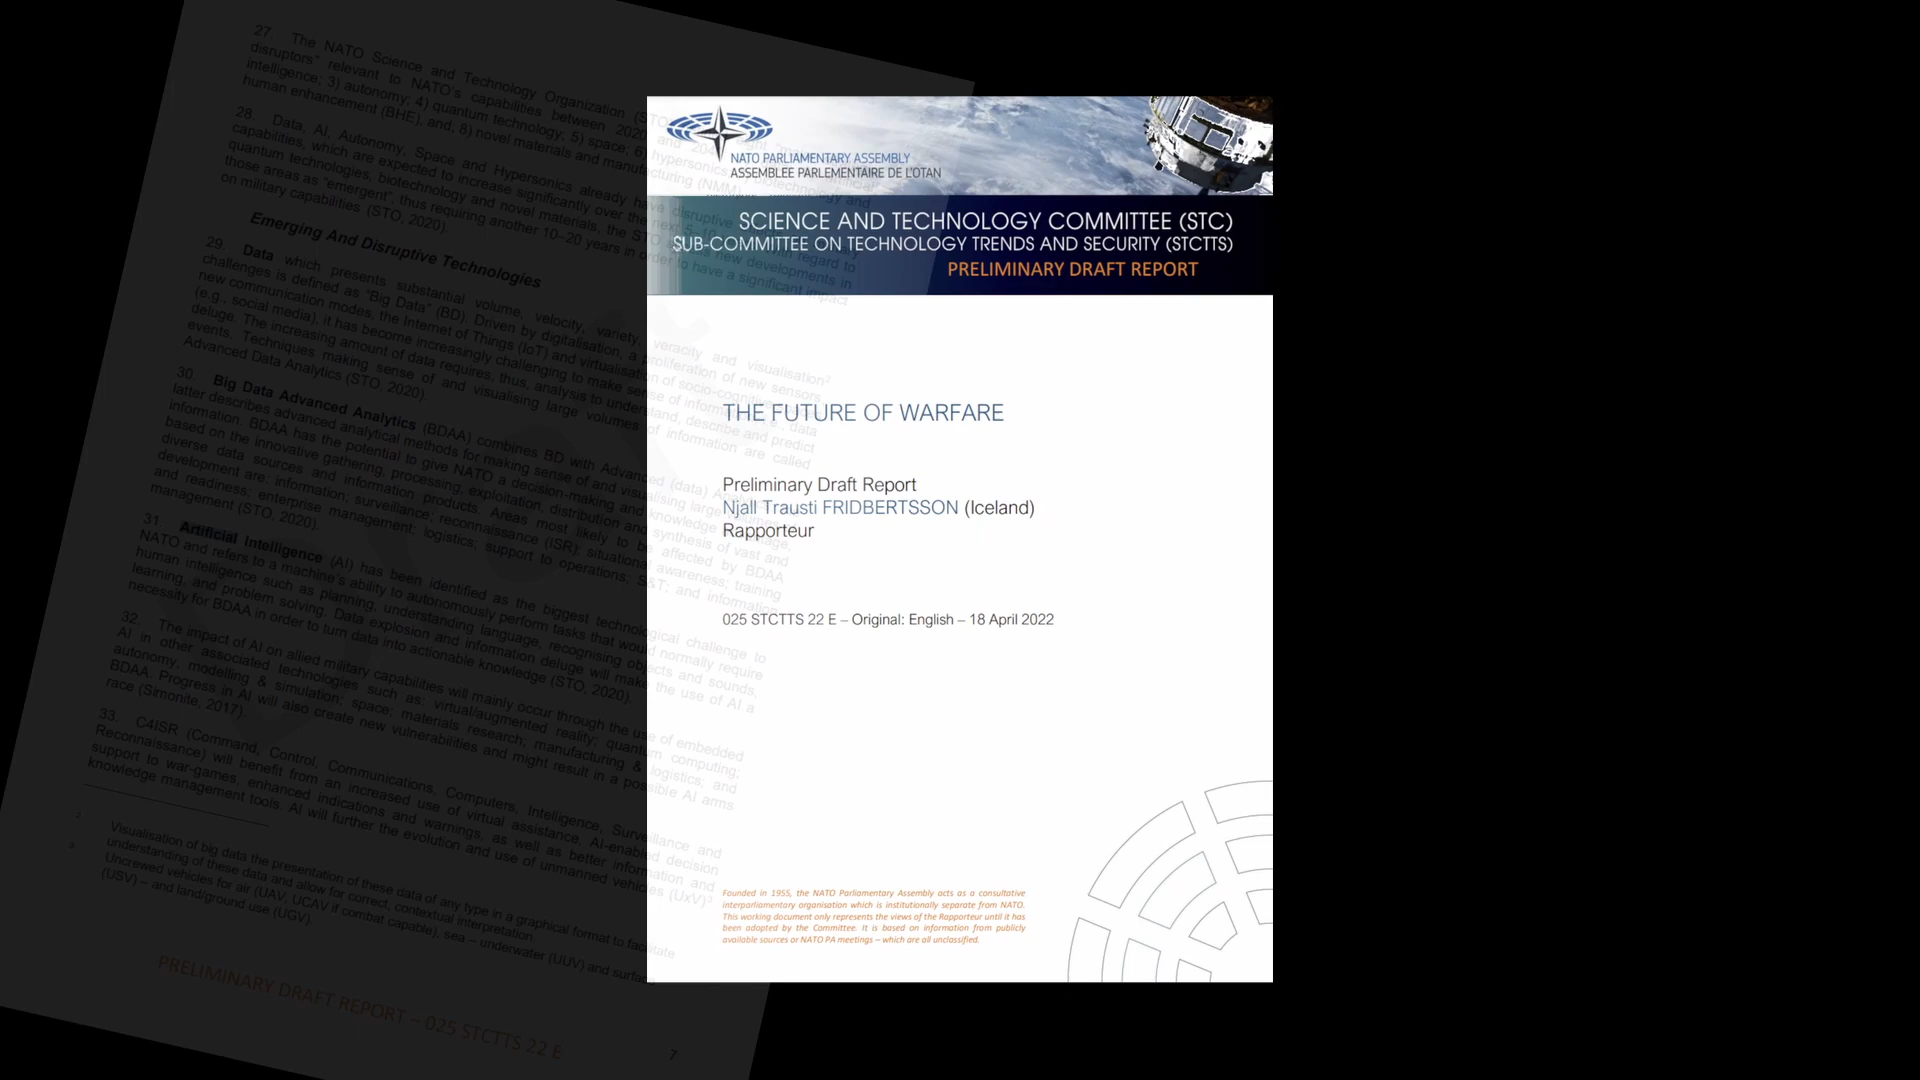 27 The NATO Science and Technology Organization
disruptors" relevant to NATO's capabilities between 2020 and
intelligence; 3) autonomy; 4) quantum technology; 5) space; 6) hypersonics biotechnology and
human enhancement (BHE), and; 8) novel materials and manufacturing (NMM)
28. Data, AI, Autonomy, Space and Hypersonics already have disruptive
capabilities, which are expected to increase significantly over the next with regard to
quantum technologies, biotechnology and novel materials, the STO new developments in
those areas as "emergent", thus requiring another 10–20 years in order to have a significant impact
on military capabilities (STO, 2020).
Emerging And Disruptive Technologies
29 Data which presents substantial volume, velocity, variety, veracity and visualisation²
challenges is defined as "Big Data" (BD). Driven by digitalisation, a proliferation of new sensors
new communication modes, the Internet of Things (IoT) and virtualisation of socio-cognitive
(e.g., social media), it has become increasingly challenging to make sense of information data
deluge. The increasing amount of data requires, thus, analysis to understand, describe and predict
events. Techniques making sense of and visualising large volumes of information are called
Advanced Data Analytics (STO, 2020).
30 Big Data Advanced Analytics (BDAA) combines BD with Advanced (data) Analytics
latter describes advanced analytical methods for making sense of and visualising large volumes
information. BDAA has the potential to give NATO a decision-making and knowledge
based on the innovative gathering, processing, exploitation, distribution and synthesis of vast and
diverse data sources and information products. Areas most likely to be affected by BDAA
development are, information; surveillance; reconnaissance (ISR); situational awareness; training
and readiness; enterprise management; logistics; support to operations; S&T: and information
management (STO, 2020).
31. Artificial Intelligence (AI) has been identified as the biggest technological challenge to
NATO and refers to a machine's ability to autonomously perform tasks that would normally require
human intelligence such as planning, understanding language, recognising objects and sounds,
learning, and problem solving. Data explosion and information deluge will make the use of AI a
necessity for BDAA in order to turn data into actionable knowledge (STO, 2020).
32. The impact of AI on allied military capabilities will mainly occur through the use of embedded
AI in other associated technologies such as: virtual/augmented reality; quantum computing;
autonomy, modelling & simulation; space; materials research; manufacturing & logistics; and
BDAA. Progress in AI will also create new vulnerabilities and might result in a possible AI arms
race (Simonite, 2017).
33. C4ISR (Command, Control, Communications, Computers, Intelligence, Surveillance and
Reconnaissance) will benefit from an increased use of virtual assistance, AI-enabled decision
support to war-games, enhanced indications and warnings, as well as better information and
knowledge management tools. AI will further the evolution and use of unmanned vehicles (UxV)³
² Visualisation of big data the presentation of these data of any type in a graphical format to facilitate
understanding of these data and allow for correct, contextual interpretation.
³ Uncrewed vehicles for air (UAV, UCAV if combat capable), sea – underwater (UUV) and surface
(USV) – and land/ground use (UGV).
PRELIMINARY DRAFT REPORT – 025 STCTTS 22 E
7
NATO PARLIAMENTARY ASSEMBLY
ASSEMBLEE PARLEMENTAIRE DE L'OTAN
SCIENCE AND TECHNOLOGY COMMITTEE (STC)
SUB-COMMITTEE ON TECHNOLOGY TRENDS AND SECURITY (STCTTS)
PRELIMINARY DRAFT REPORT
THE FUTURE OF WARFARE
Preliminary Draft Report
Njall Trausti FRIDBERTSSON (Iceland)
Rapporteur
025 STCTTS 22 E – Original: English – 18 April 2022
Founded in 1955, the NATO Parliamentary Assembly acts as a consultative
interparliamentary organisation which is institutionally separate from NATO.
This working document only represents the views of the Rapporteur until it has
been adopted by the Committee. It is based on information from publicly
available sources or NATO PA meetings – which are all unclassified.